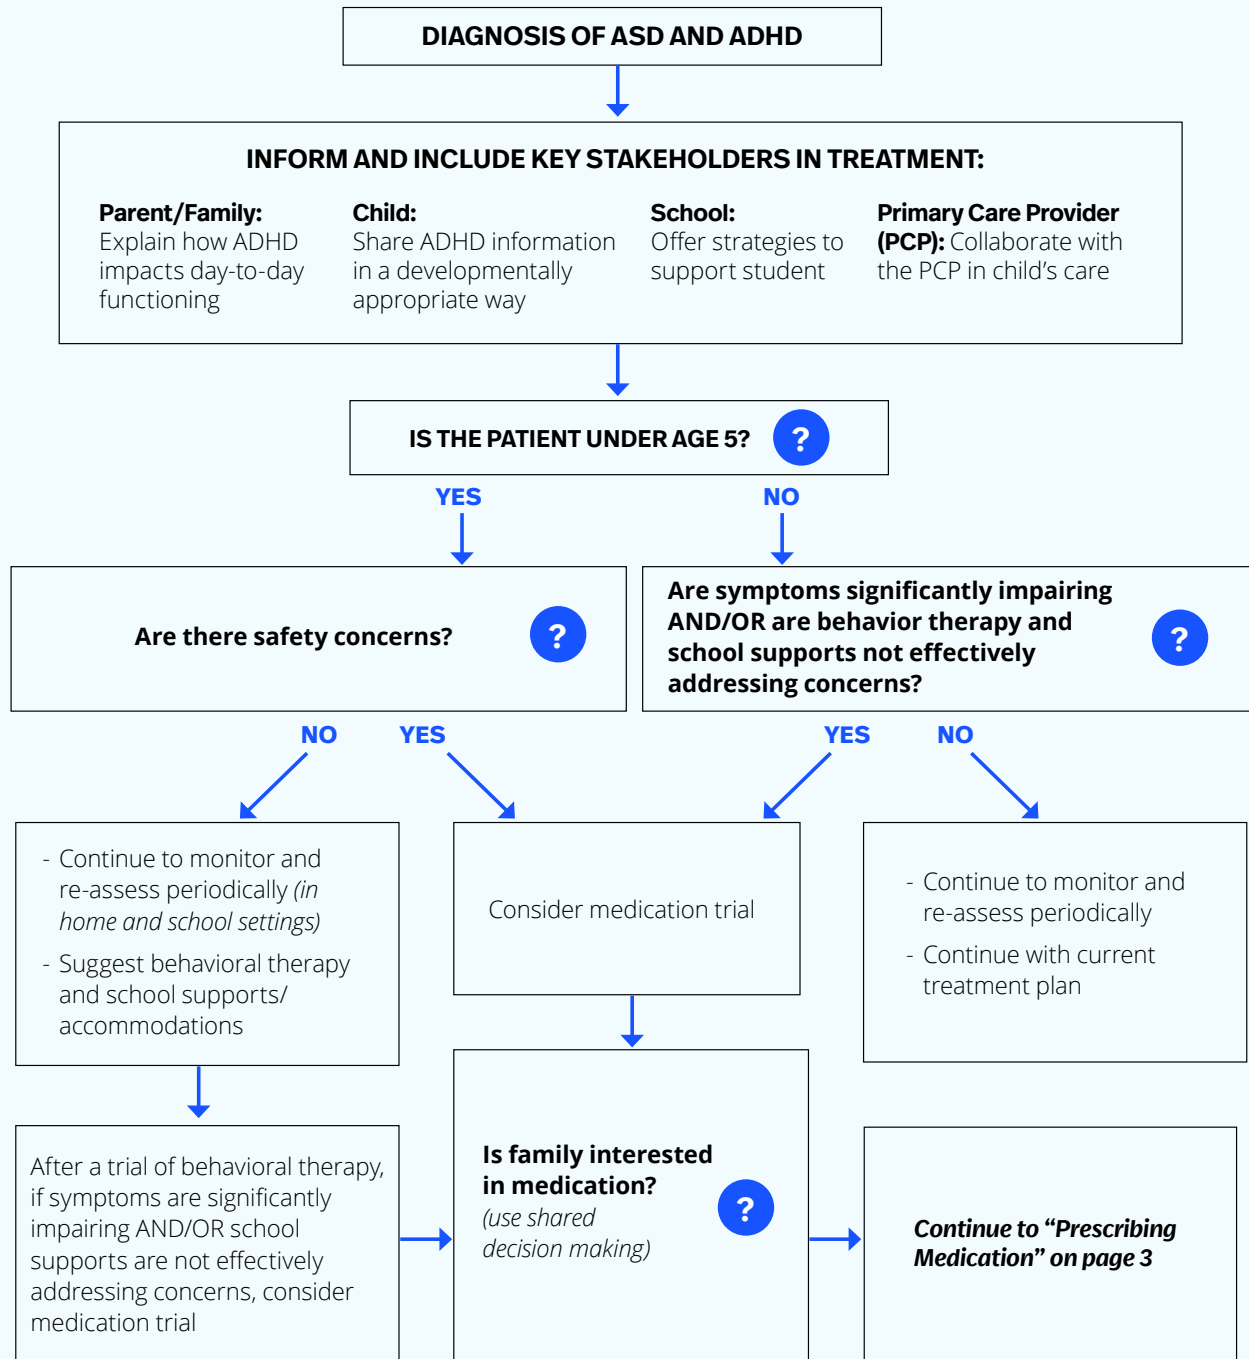 DIAGNOSIS OF ASD AND ADHD
INFORM AND INCLUDE KEY STAKEHOLDERS IN TREATMENT:
Parent/Family:
Explain how ADHD
impacts day-to-day
functioning
Child:
Share ADHD information
in a developmentally
appropriate way
School:
Offer strategies to
support student
Primary Care Provider
(PCP): Collaborate with
the PCP in child’s care
IS THE PATIENT UNDER AGE 5?
?
YES
NO
Are there safety concerns?
?
Are symptoms significantly impairing
AND/OR are behavior therapy and
school supports not effectively
addressing concerns?
?
NO
YES
YES
NO
- Continue to monitor and
re-assess periodically (in
home and school settings)
- Suggest behavioral therapy
and school supports/
accommodations
Consider medication trial
- Continue to monitor and
re-assess periodically
- Continue with current
treatment plan
After a trial of behavioral therapy,
if symptoms are significantly
impairing AND/OR school
supports are not effectively
addressing concerns, consider
medication trial
Is family interested
in medication?
(use shared
decision making)
?
Continue to “Prescribing
Medication” on page 3